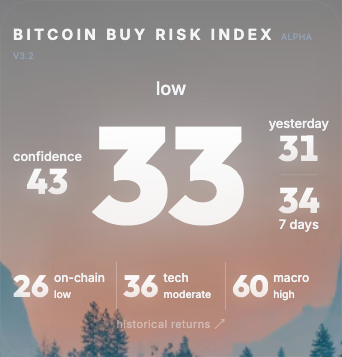 BITCOIN BUY RISK INDEX ALPHA
V3.2
low
33
confidence
43
yesterday
31
34
7 days
26 on-chain
low
36 tech
moderate
60 macro
high
historical returns ↗